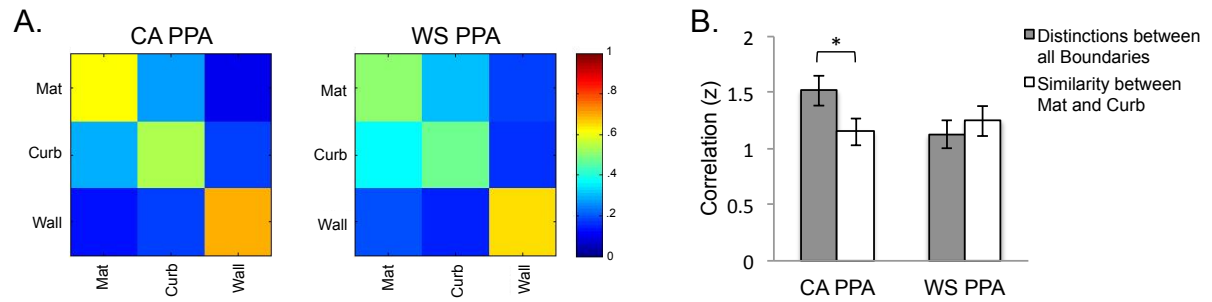 A.
CA PPA
WS PPA
Mat
Curb
Wall
Mat
Curb
Wall
Mat
Curb
Wall
Mat
Curb
Wall
1
.8
.6
.4
.2
0
B.
2
1.5
1
0.5
0
Correlation (z)
*
CA PPA
WS PPA
Distinctions between
all Boundaries
Similarity between
Mat and Curb